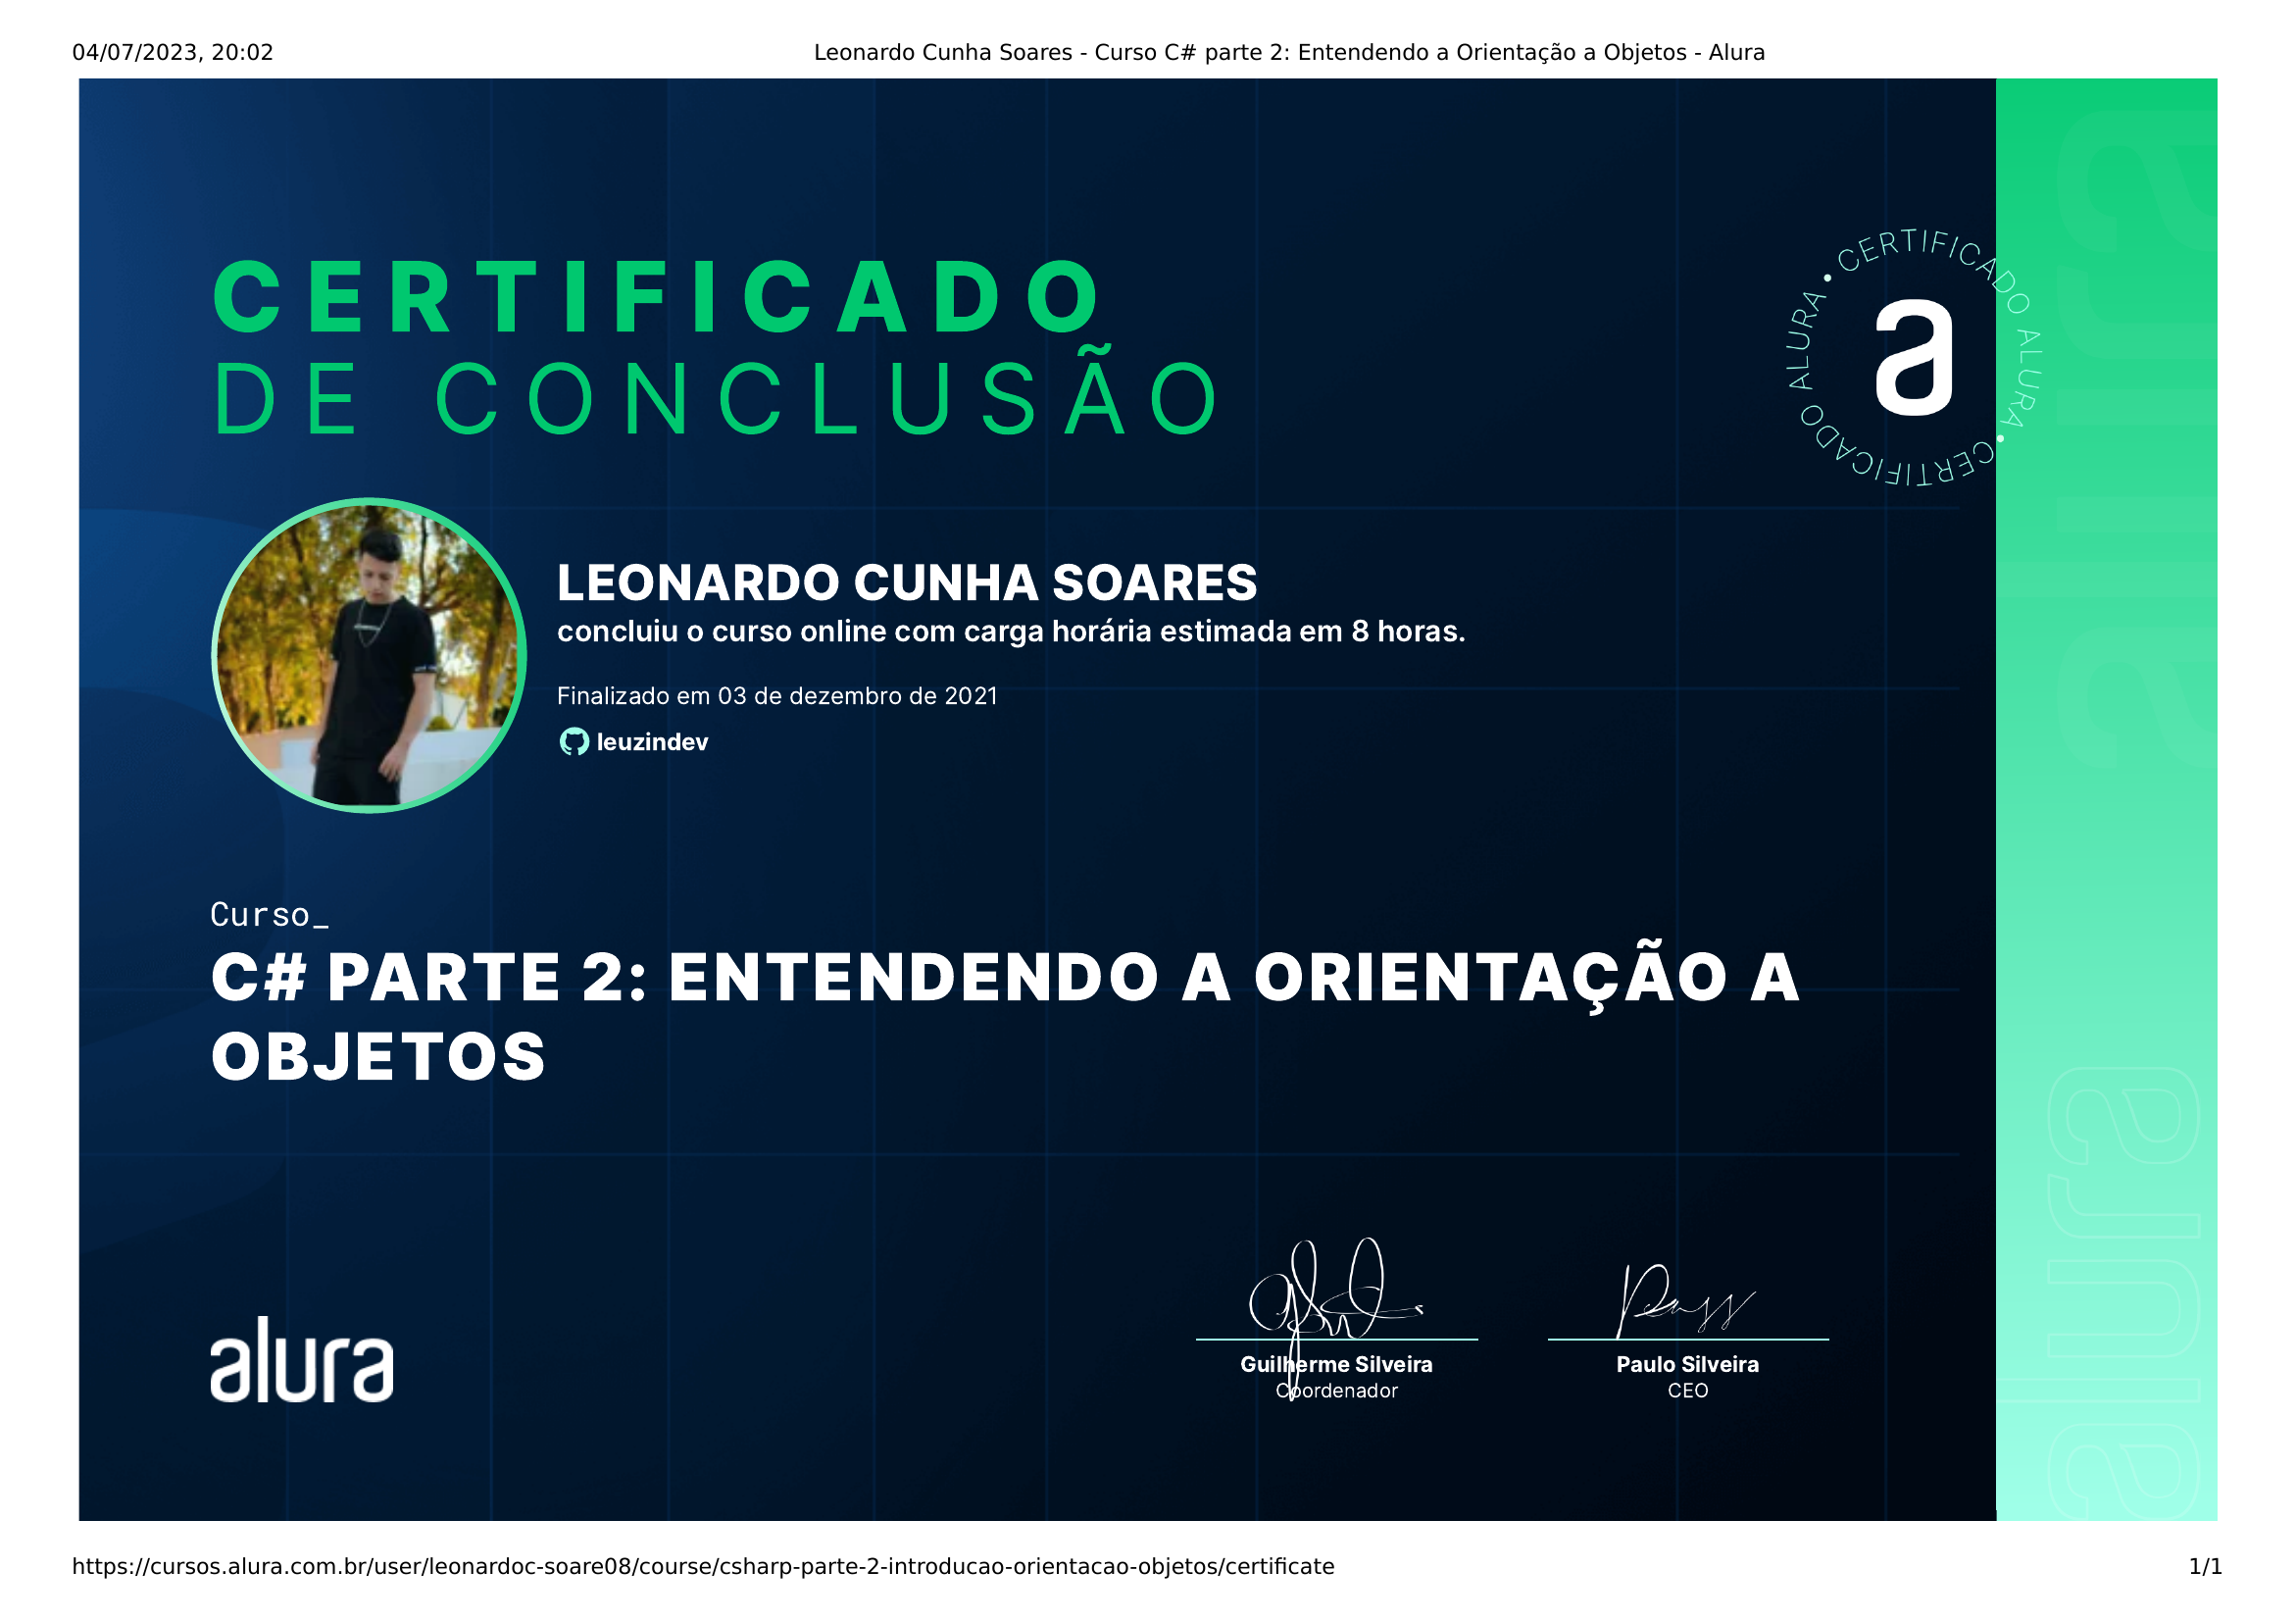 04/07/2023, 20:02
Leonardo Cunha Soares - Curso C# parte 2: Entendendo a Orientação a Objetos - Alura
CERTIFICADO
DE CONCLUSÃO
CERTIFICADO ALURA • CERTIFICADO ALURA •
a
LEONARDO CUNHA SOARES
concluiu o curso online com carga horária estimada em 8 horas.
Finalizado em 03 de dezembro de 2021
leuzindev
Curso_
C# PARTE 2: ENTENDENDO A ORIENTAÇÃO A
OBJETOS
alura
Guilherme Silveira
Coordenador
Paulo Silveira
CEO
alura
alura
https://cursos.alura.com.br/user/leonardoc-soare08/course/csharp-parte-2-introducao-orientacao-objetos/certificate
1/1